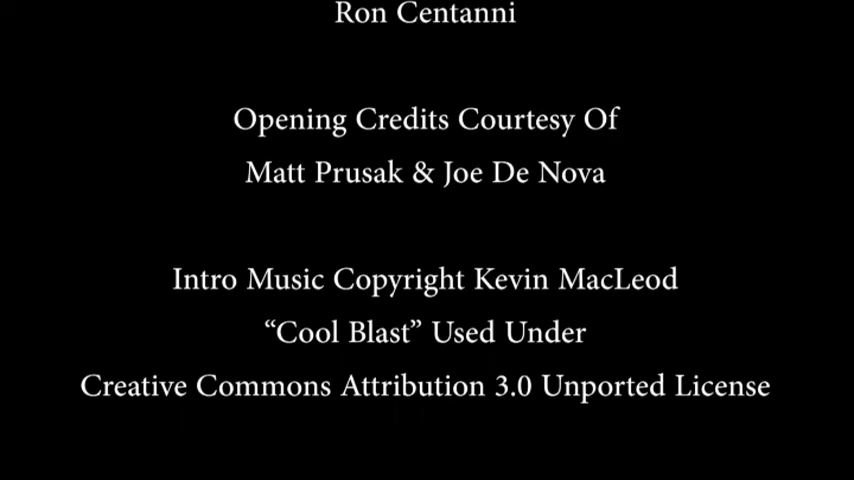 Ron Centanni
Opening Credits Courtesy Of
Matt Prusak & Joe De Nova
Intro Music Copyright Kevin MacLeod
“Cool Blast” Used Under
Creative Commons Attribution 3.0 Unported License